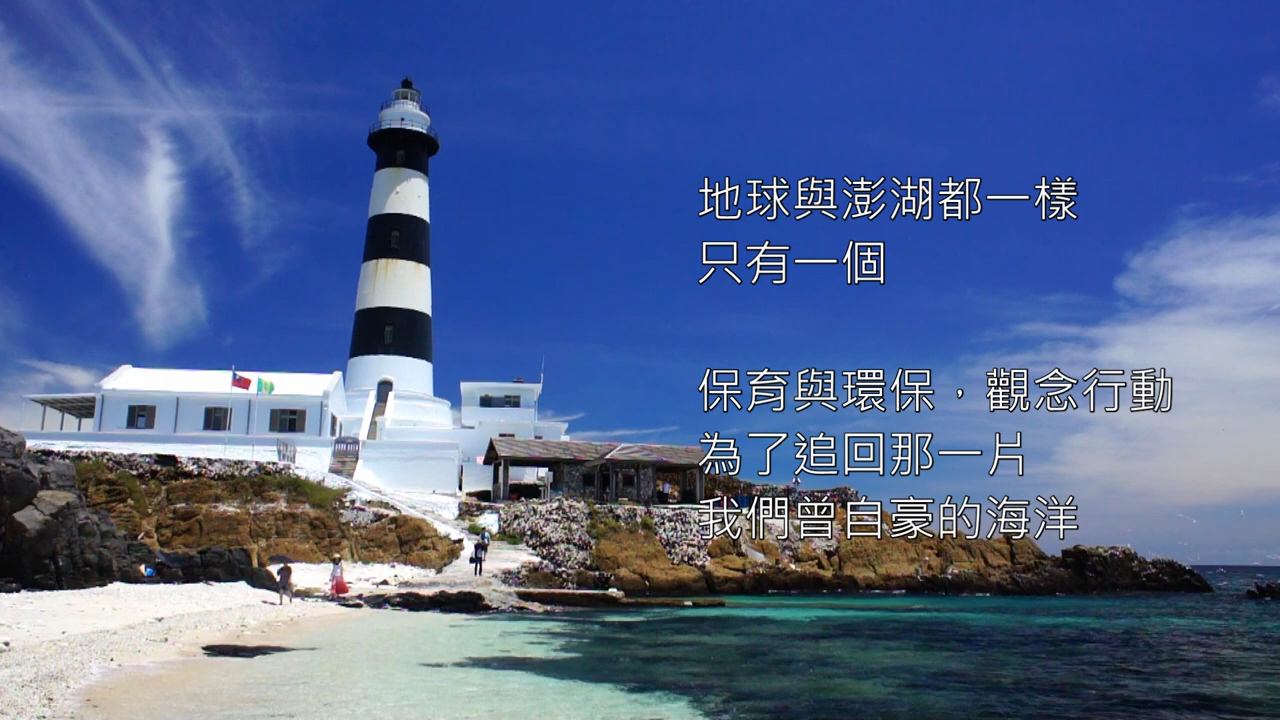 地球與澎湖都一樣
只有一個
保育與環保，觀念行動
為了追回那一片
我們曾自豪的海洋